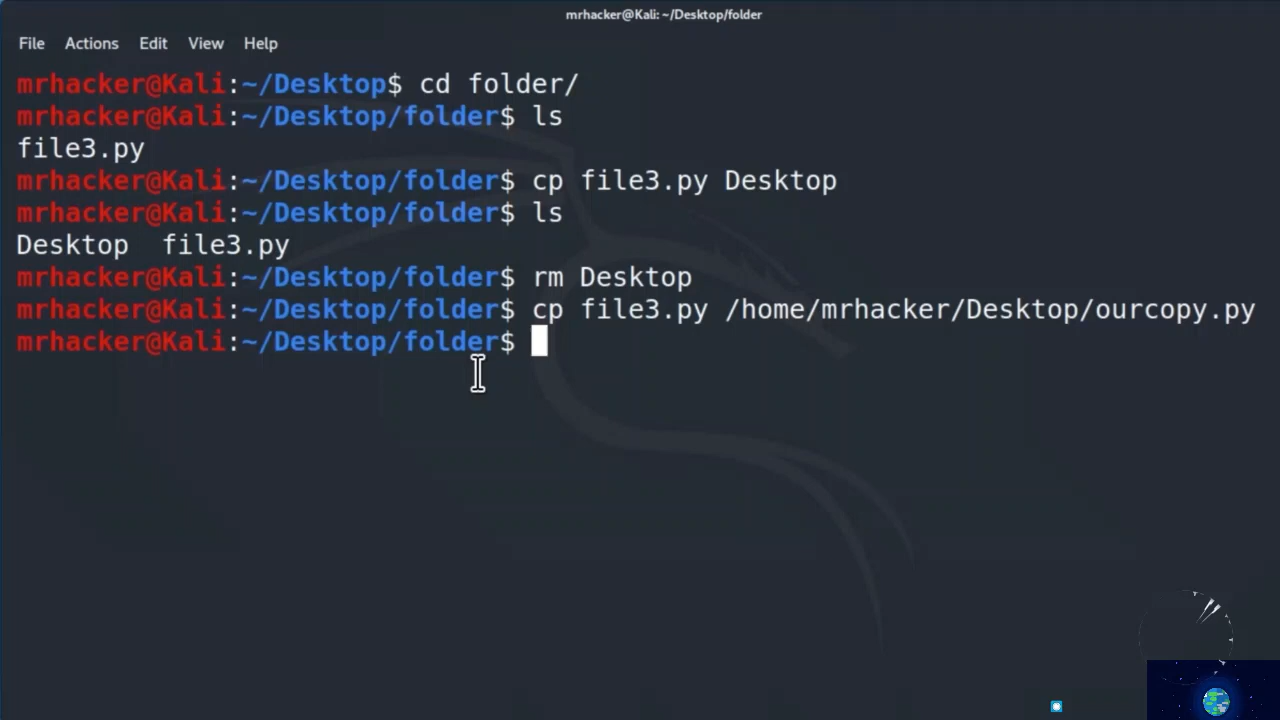 mrhacker@Kali: ~/Desktop/folder
File Actions Edit View Help
mrhacker@Kali:~/Desktop$ cd folder/
mrhacker@Kali:~/Desktop/folder$ ls
file3.py
mrhacker@Kali:~/Desktop/folder$ cp file3.py Desktop
mrhacker@Kali:~/Desktop/folder$ ls
Desktop  file3.py
mrhacker@Kali:~/Desktop/folder$ rm Desktop
mrhacker@Kali:~/Desktop/folder$ cp file3.py /home/mrhacker/Desktop/ourcopy.py
mrhacker@Kali:~/Desktop/folder$